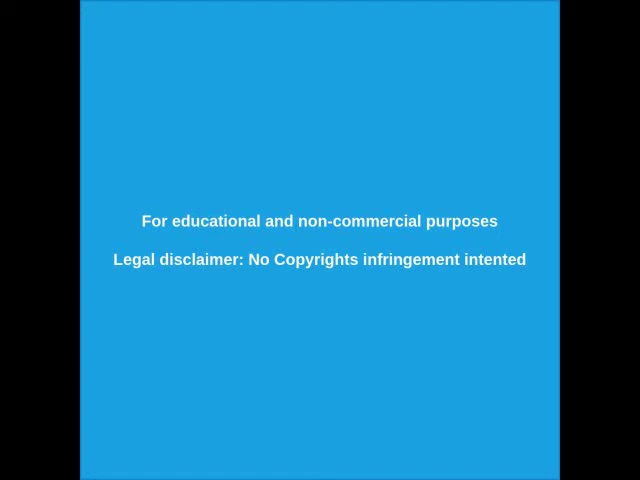 For educational and non-commercial purposes
Legal disclaimer: No Copyrights infringement intented